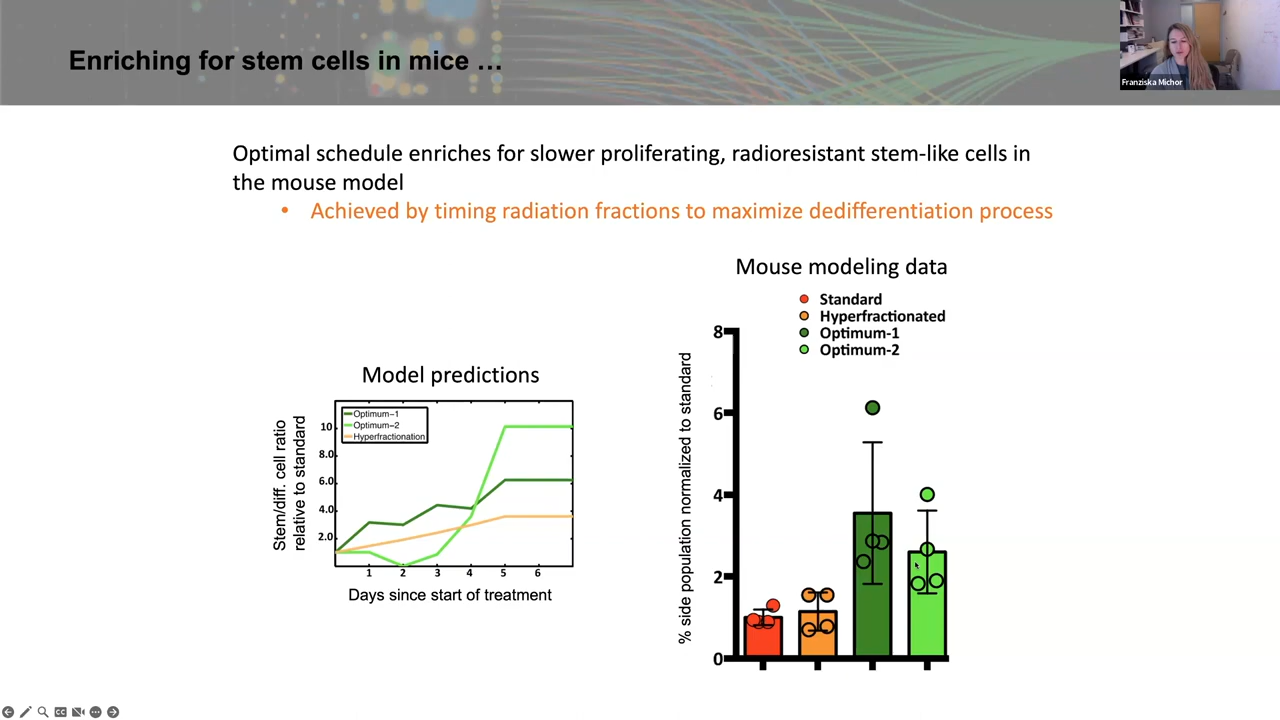 Enriching for stem cells in mice …
Franziska Michor
Optimal schedule enriches for slower proliferating, radioresistant stem-like cells in
the mouse model
• Achieved by timing radiation fractions to maximize dedifferentiation process
Model predictions
Stem/diff. cell ratio
relative to standard
Optimum-1
Optimum-2
Hyperfractionation
10
8.0
6.0
4.0
2.0
1 2 3 4 5 6
Days since start of treatment
Mouse modeling data
Standard
Hyperfractionated
Optimum-1
Optimum-2
% side population normalized to standard
8
6
4
2
0